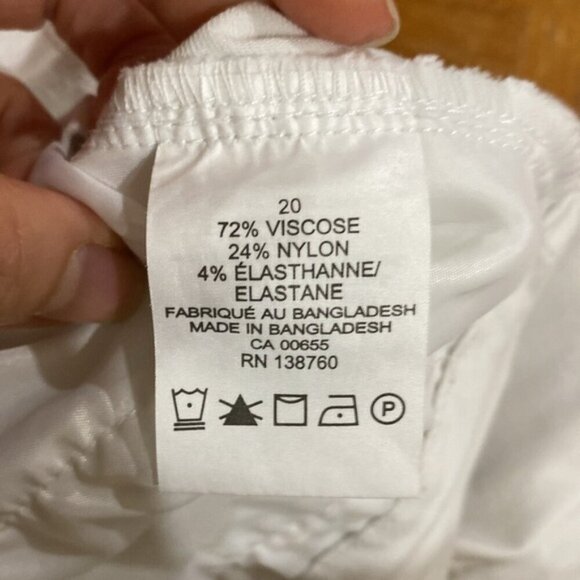 20
72% VISCOSE
24% NYLON
4% ÉLASTHANNE/
ELASTANE
FABRIQUÉ AU BANGLADESH
MADE IN BANGLADESH
CA 00655
RN 138760
P